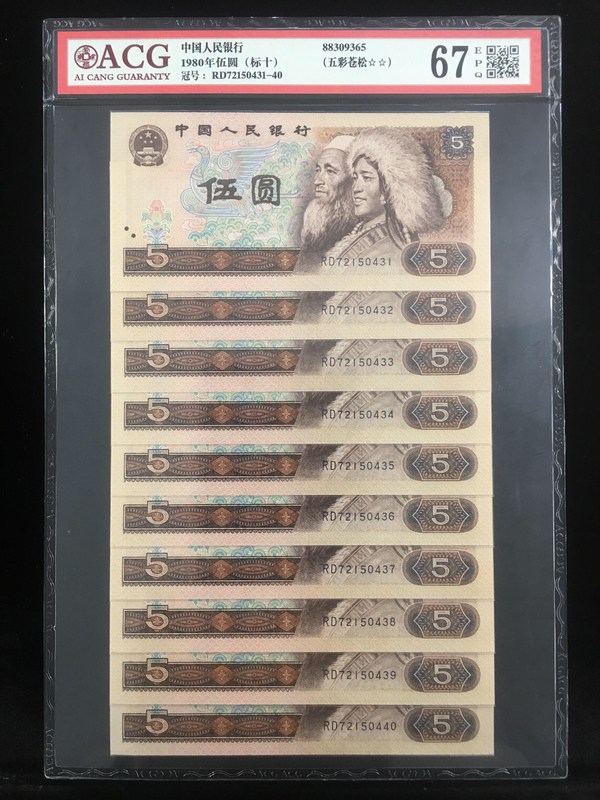 ACG
AI CANG GUARANTY
中国人民银行
1980年伍圆（标十）
冠号：RD72150431-40
88309365
（五彩苍松☆☆）
67 EPQ
中国人民银行
5
伍圆
5 RD72150431 5
5 RD72150432 5
5 RD72150433 5
5 RD72150434 5
5 RD72150435 5
5 RD72150436 5
5 RD72150437 5
5 RD72150438 5
5 RD72150439 5
5 RD72150440 5